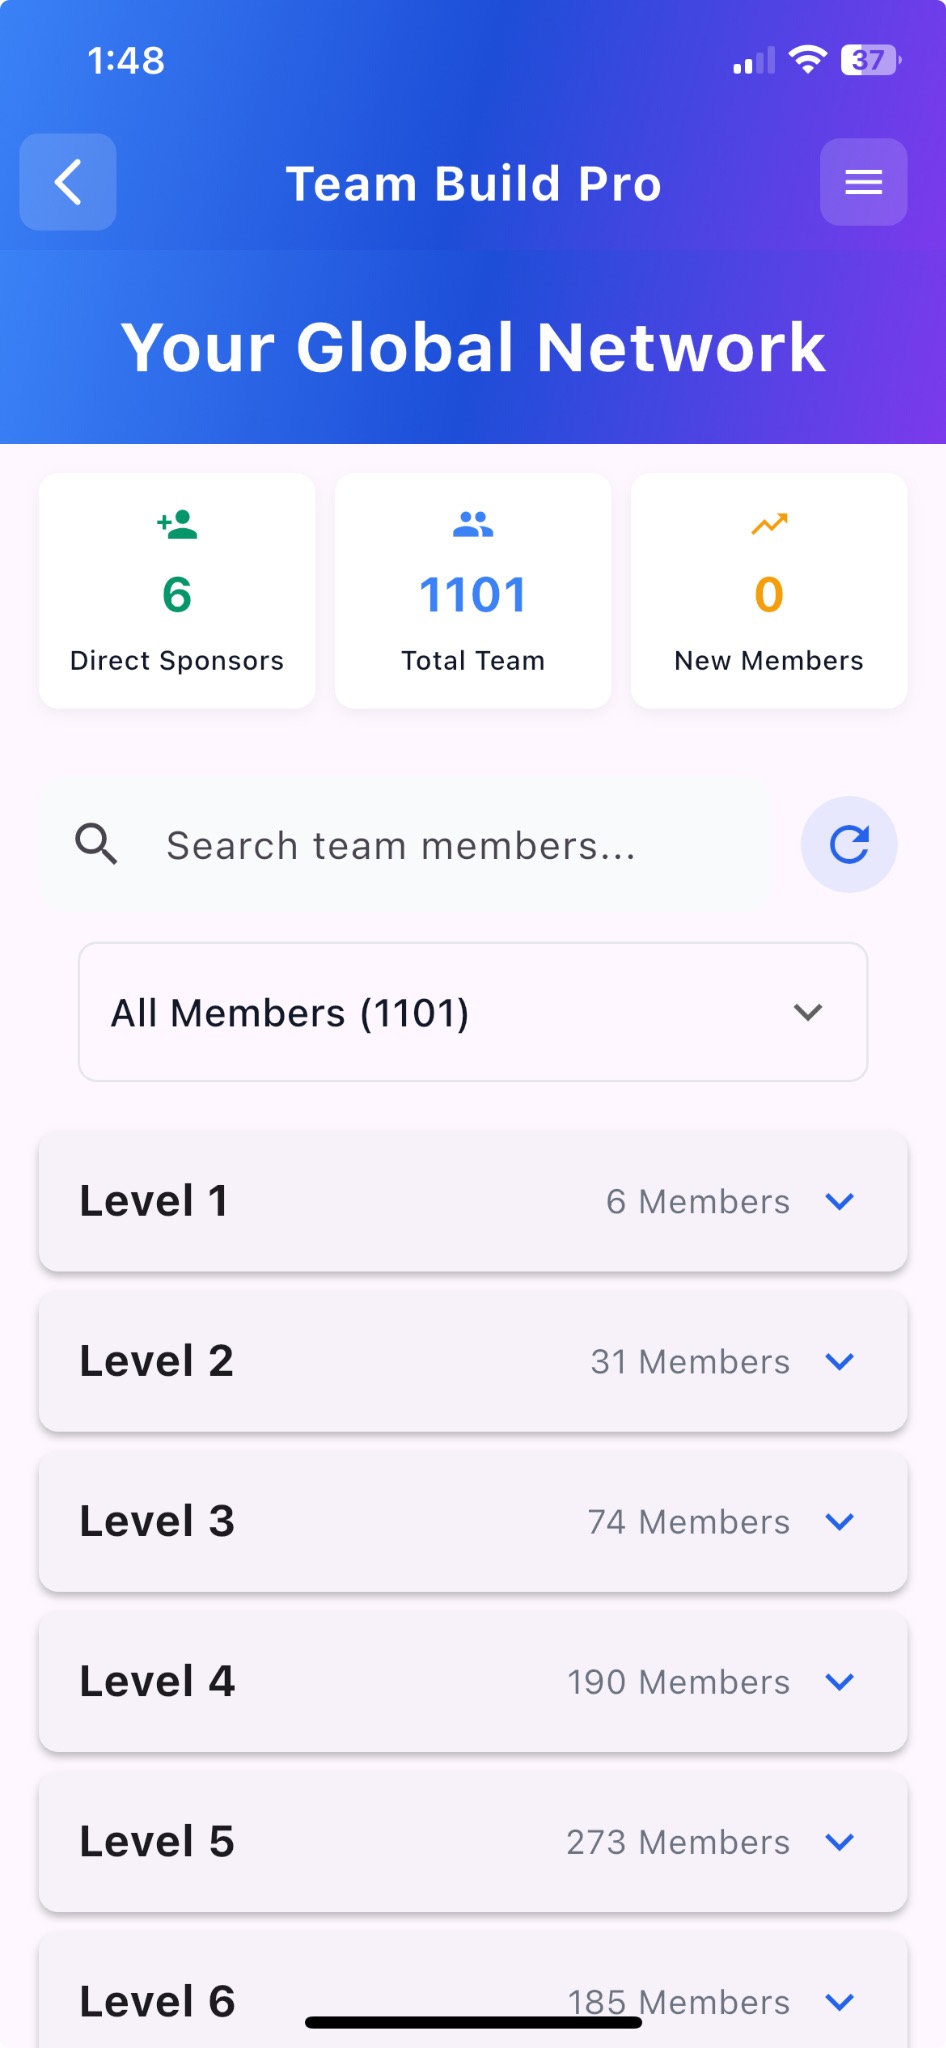 1:48
37
Team Build Pro
Your Global Network
6
Direct Sponsors
1101
Total Team
0
New Members
Search team members...
All Members (1101)
Level 1 6 Members
Level 2 31 Members
Level 3 74 Members
Level 4 190 Members
Level 5 273 Members
Level 6 185 Members